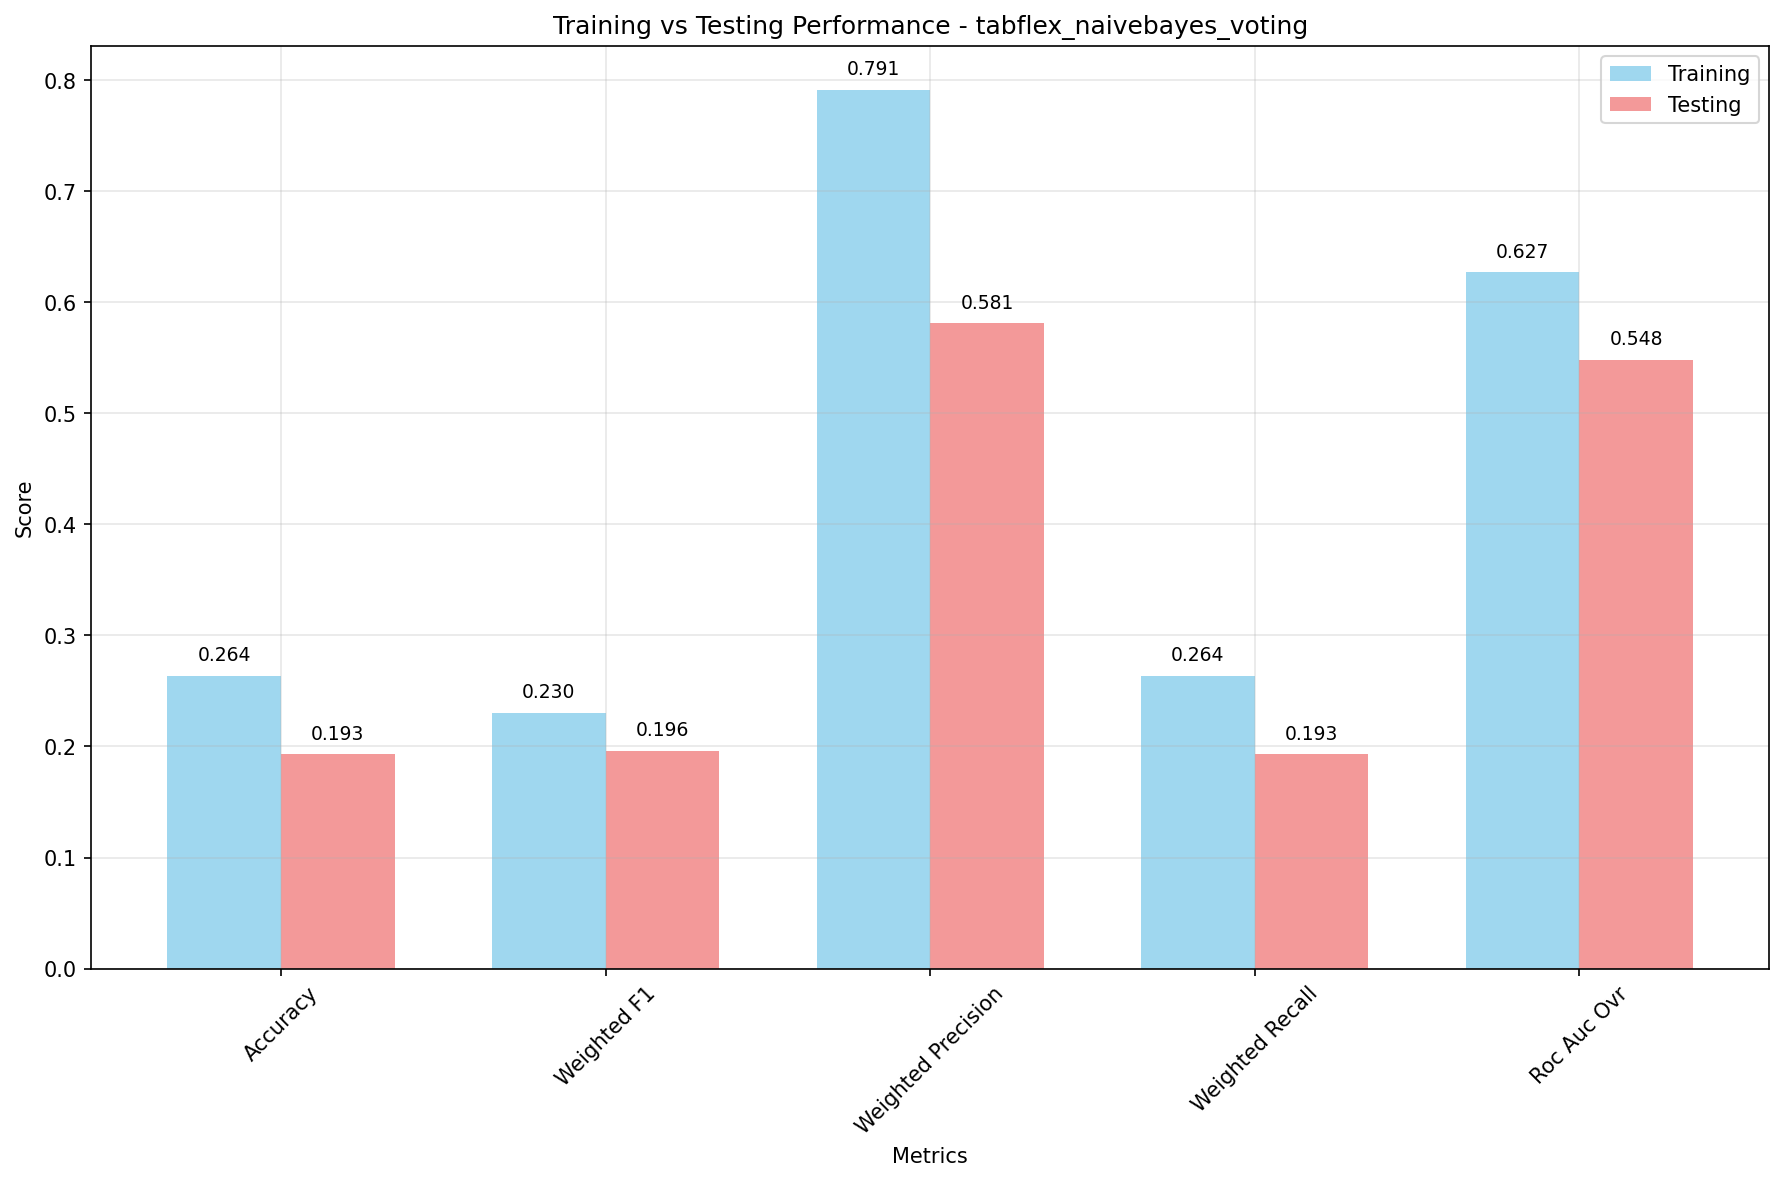 Training vs Testing Performance - tabflex_naivebayes_voting
Training
Testing
Score
0.8
0.7
0.6
0.5
0.4
0.3
0.2
0.1
0.0
0.264
0.193
0.230
0.196
0.791
0.581
0.264
0.193
0.627
0.548
Accuracy
Weighted F1
Weighted Precision
Weighted Recall
Roc Auc Ovr
Metrics